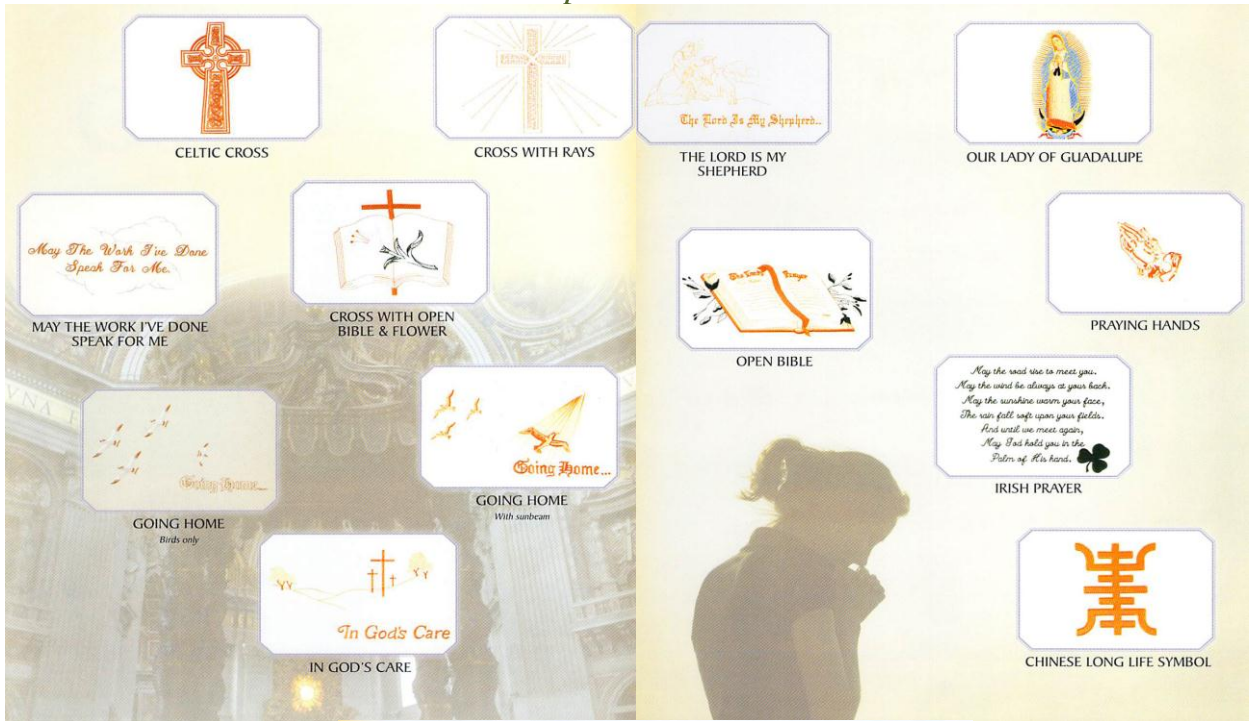 CELTIC CROSS
CROSS WITH RAYS
The Lord Is My Shepherd...
THE LORD IS MY
SHEPHERD
OUR LADY OF GUADALUPE
May The Work I've Done
Speak For Me.
MAY THE WORK I'VE DONE
SPEAK FOR ME
CROSS WITH OPEN
BIBLE & FLOWER
The Lord's Prayer
OPEN BIBLE
PRAYING HANDS
Going Home...
GOING HOME
Birds only
Going Home...
GOING HOME
With sunbeam
May the road rise to meet you.
May the wind be always at your back.
May the sunshine warm your face,
The rain fall soft upon your fields.
And until we meet again,
May God hold you in the
Palm of His hand.
IRISH PRAYER
In God's Care
IN GOD'S CARE
CHINESE LONG LIFE SYMBOL